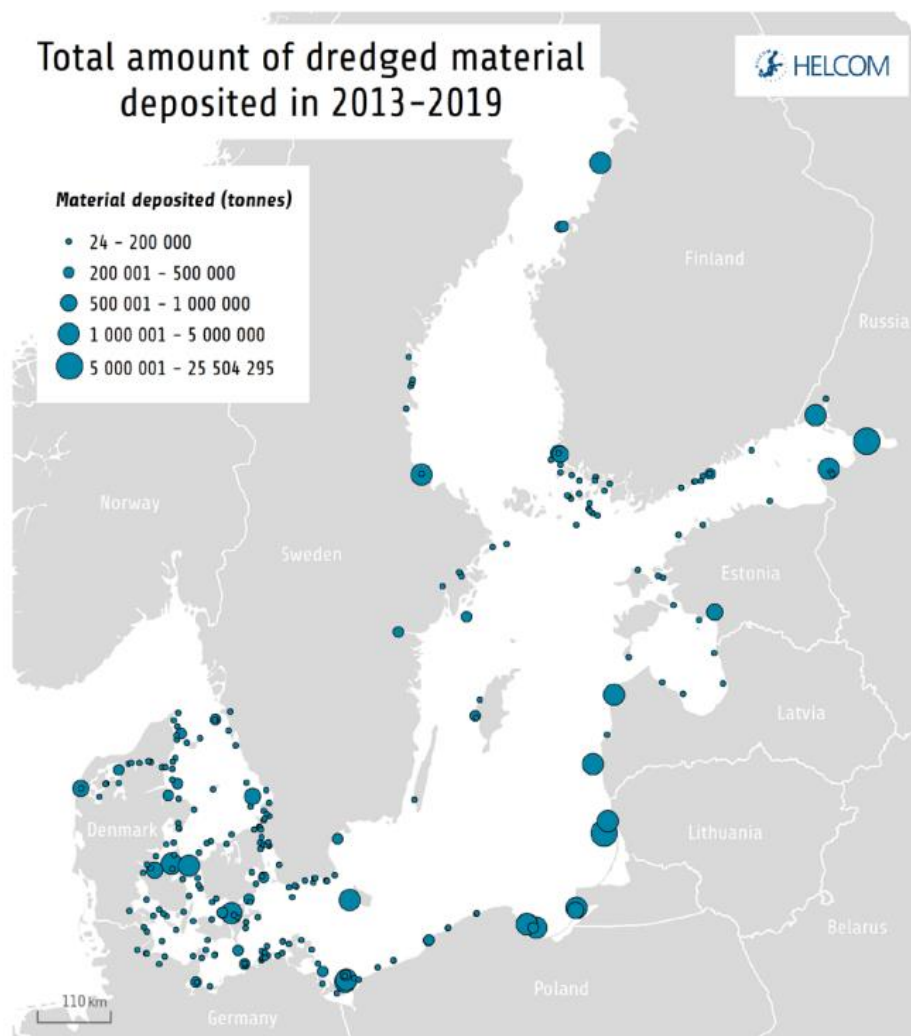 Total amount of dredged material
deposited in 2013-2019
HELCOM
Material deposited (tonnes)
24 - 200 000
200 001 - 500 000
500 001 - 1 000 000
1 000 001 - 5 000 000
5 000 001 - 25 504 295
Finland
Russia
Norway
Sweden
Estonia
Latvia
Denmark
Lithuania
Belarus
Poland
Germany
110 km